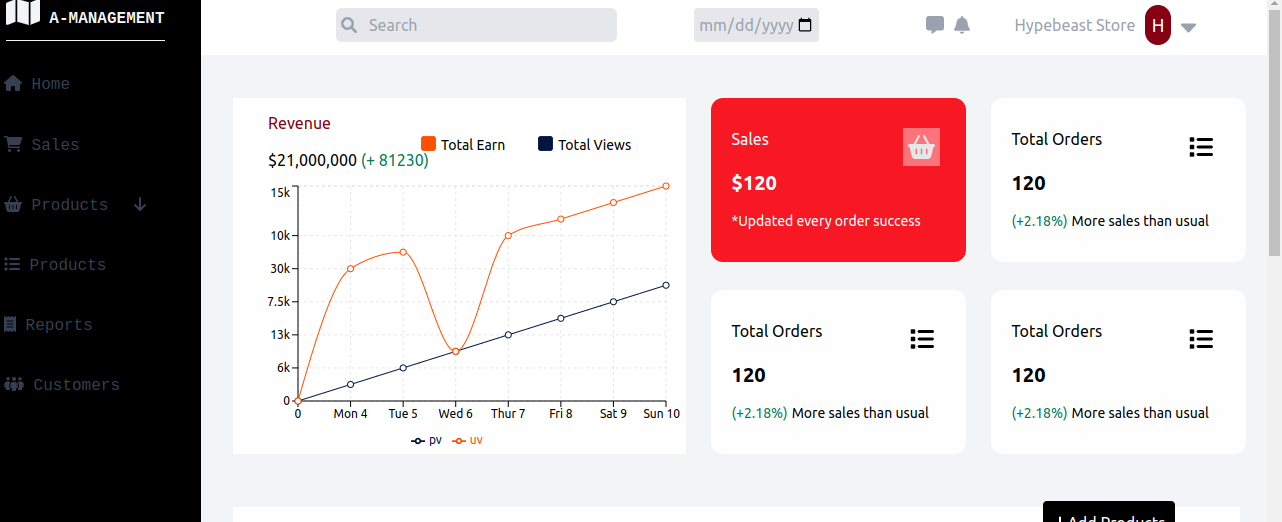 A-MANAGEMENT
Home
Sales
Products
Products
Reports
Customers
Search
mm/dd/yyyy
Hypebeast Store H
Revenue
Total Earn Total Views
$21,000,000 (+ 81230)
15k
10k
30k
7.5k
13k
6k
0
0 Mon 4 Tue 5 Wed 6 Thur 7 Fri 8 Sat 9 Sun 10
pv uv
Sales
$120
*Updated every order success
Total Orders
120
(+2.18%) More sales than usual
Total Orders
120
(+2.18%) More sales than usual
Total Orders
120
(+2.18%) More sales than usual
+ Add Products